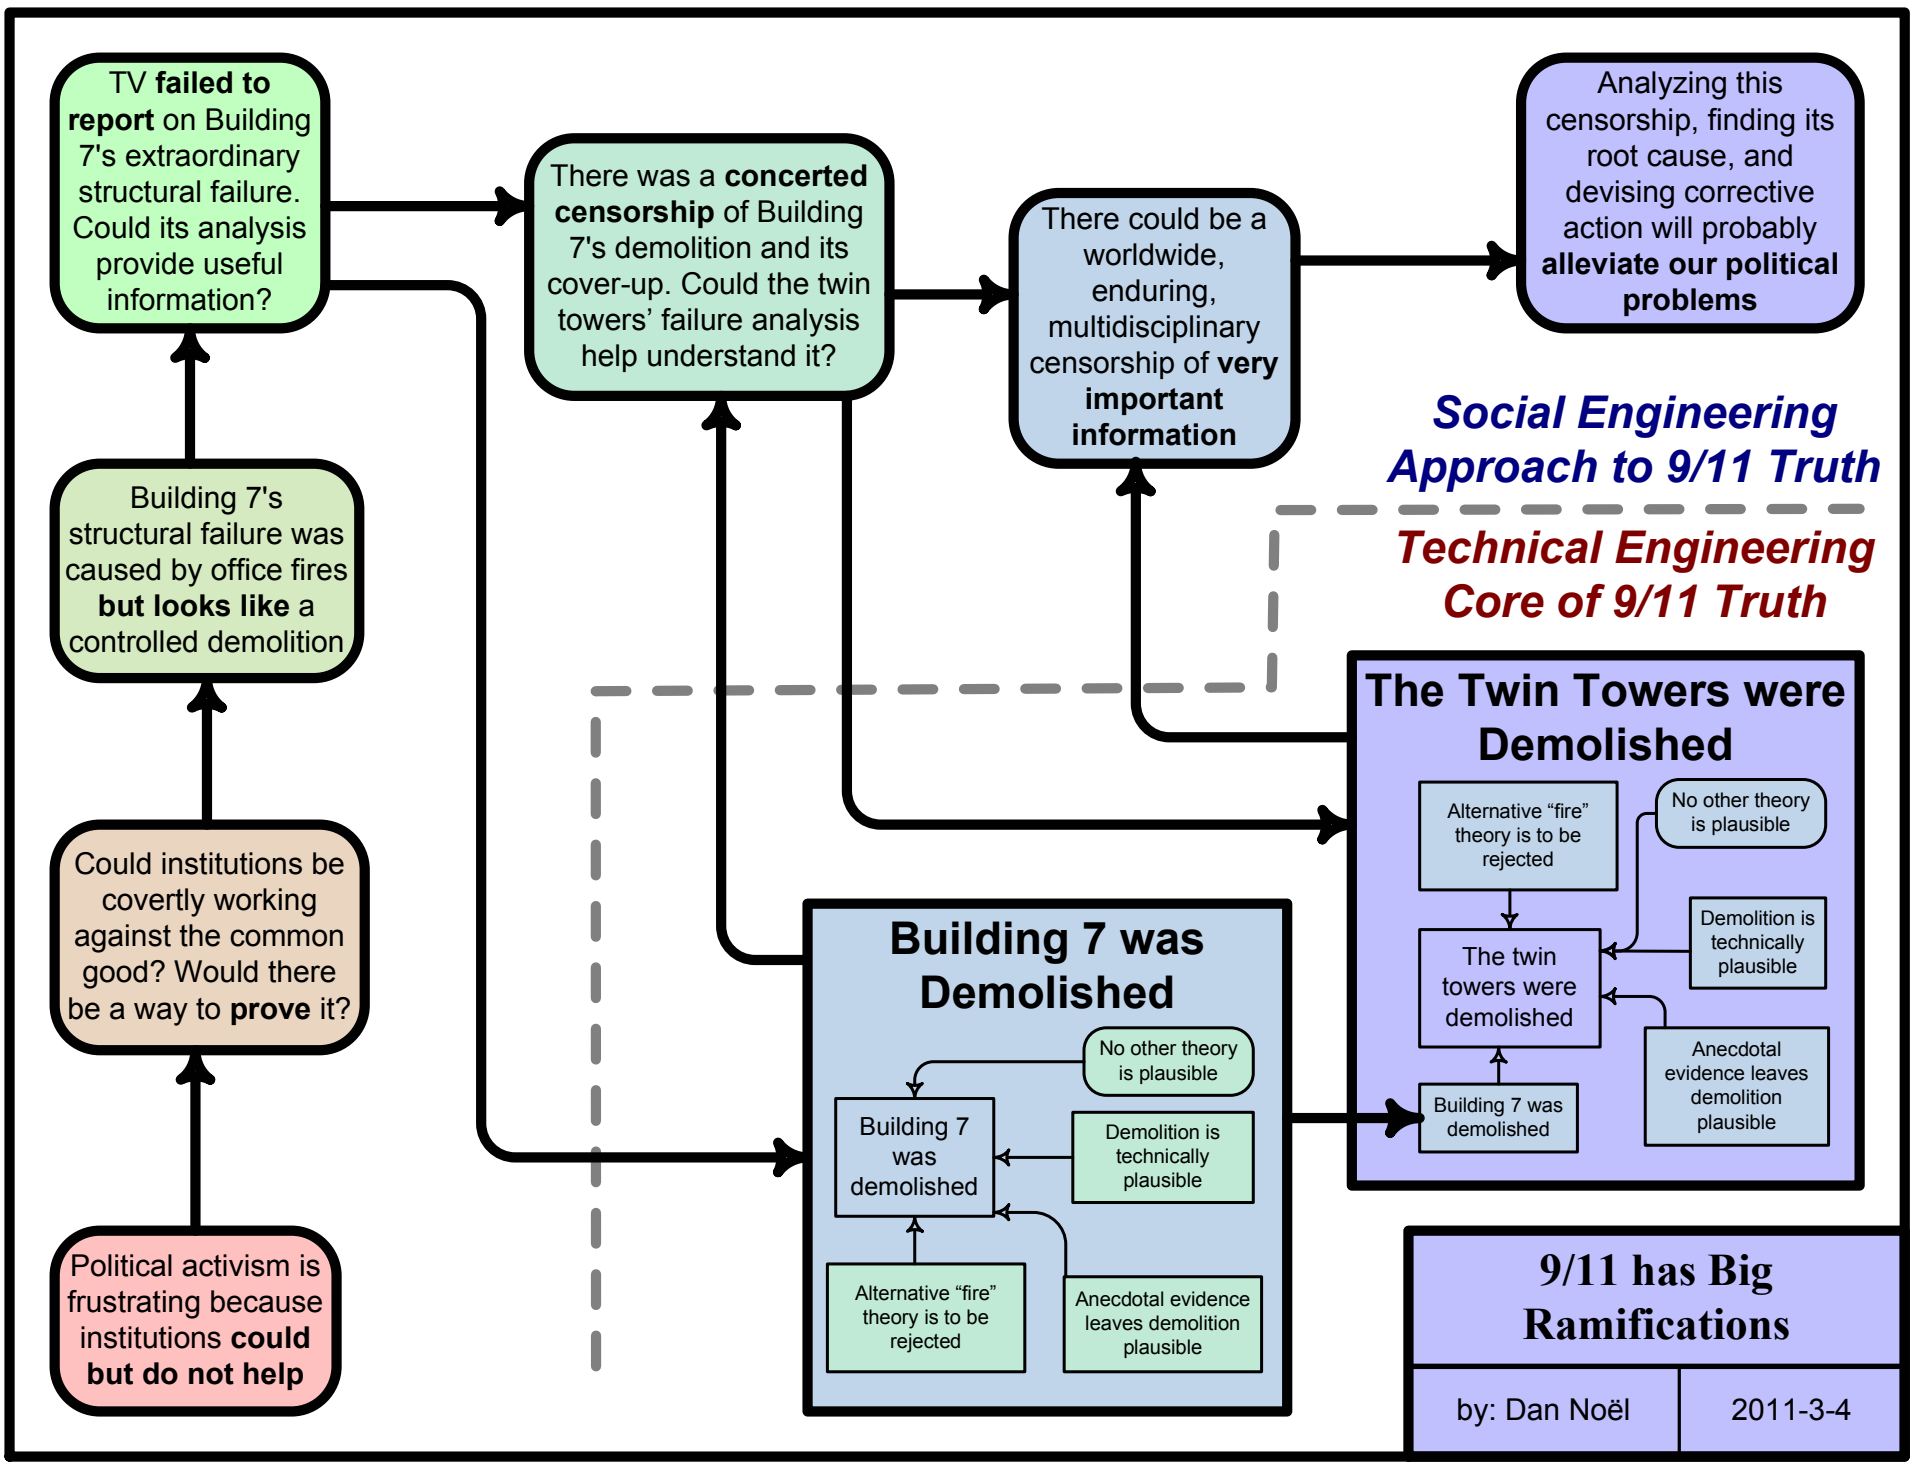 TV failed to
report on Building
7's extraordinary
structural failure.
Could its analysis
provide useful
information?
There was a concerted
censorship of Building
7's demolition and its
cover-up. Could the twin
towers’ failure analysis
help understand it?
There could be a
worldwide,
enduring,
multidisciplinary
censorship of very
important
information
Analyzing this
censorship, finding its
root cause, and
devising corrective
action will probably
alleviate our political
problems
Building 7's
structural failure was
caused by office fires
but looks like a
controlled demolition
Could institutions be
covertly working
against the common
good? Would there
be a way to prove it?
Political activism is
frustrating because
institutions could
but do not help
Social Engineering
Approach to 9/11 Truth
Technical Engineering
Core of 9/11 Truth
The Twin Towers were
Demolished
Alternative “fire”
theory is to be
rejected
No other theory
is plausible
Demolition is
technically
plausible
The twin
towers were
demolished
Anecdotal
evidence leaves
demolition
plausible
Building 7 was
demolished
Building 7 was
Demolished
No other theory
is plausible
Building 7
was
demolished
Demolition is
technically
plausible
Alternative “fire”
theory is to be
rejected
Anecdotal evidence
leaves demolition
plausible
9/11 has Big
Ramifications
by: Dan Noël
2011-3-4